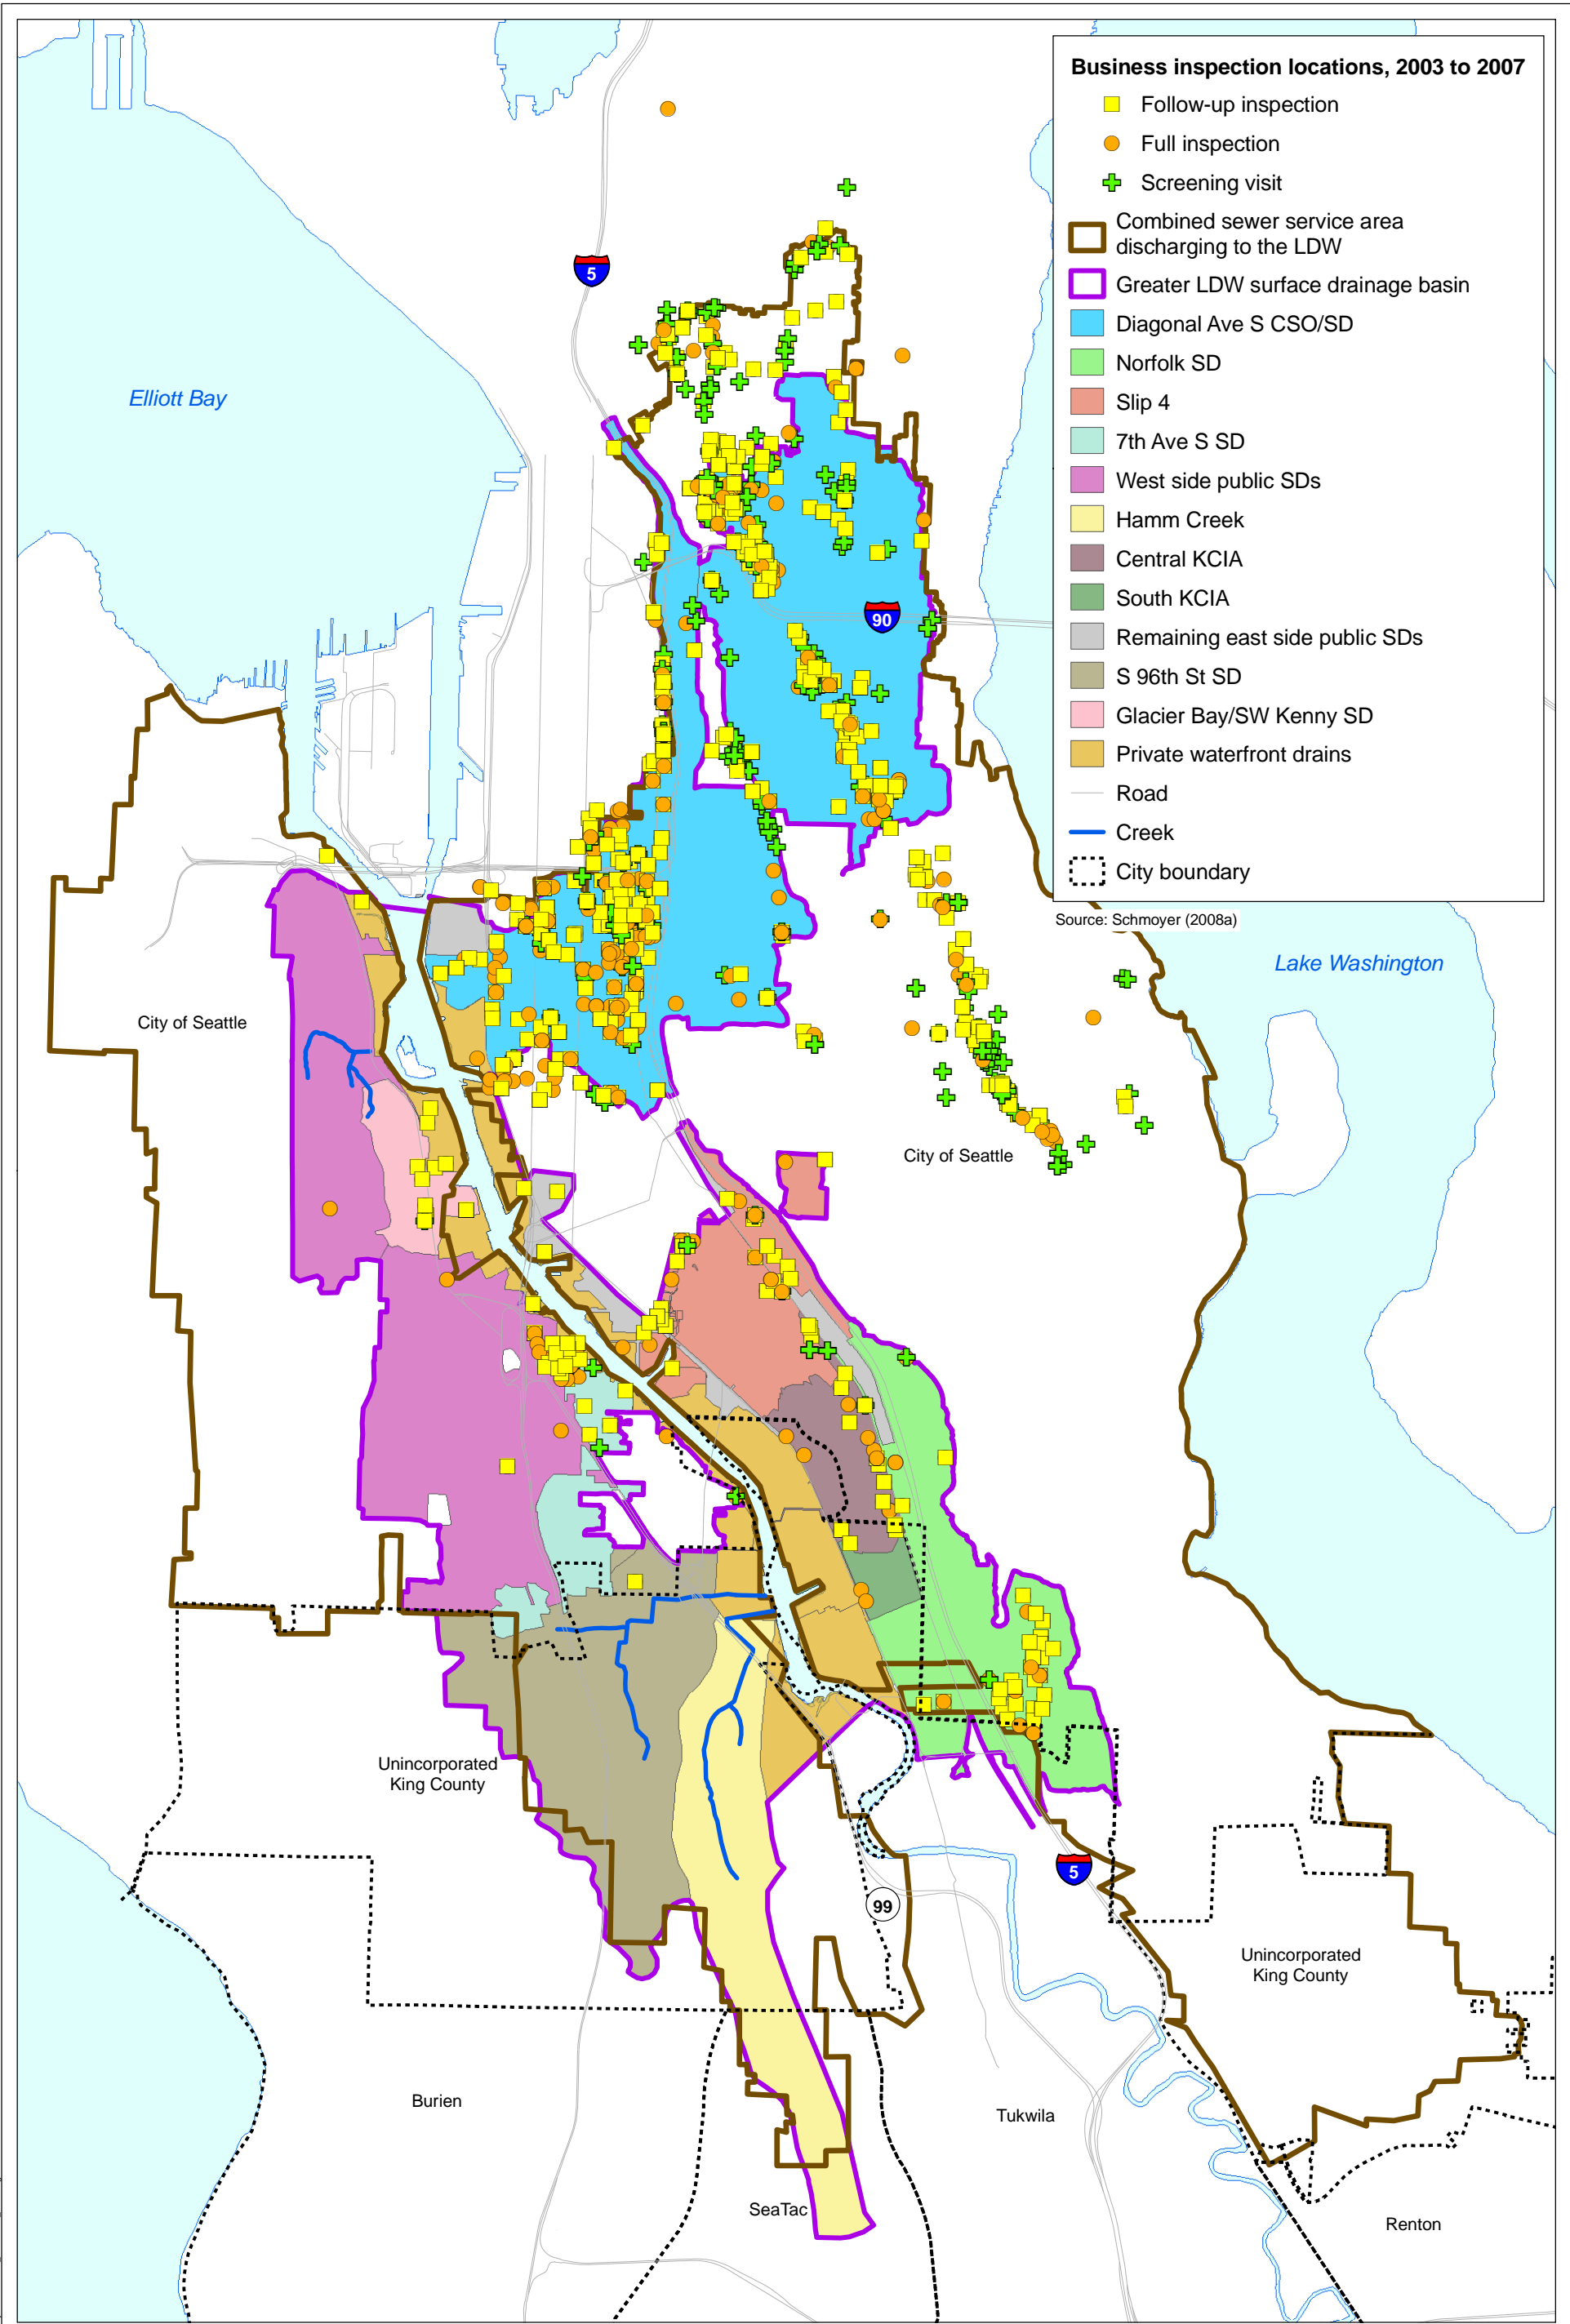 Business inspection locations, 2003 to 2007
Follow-up inspection
Full inspection
Screening visit
Combined sewer service area
discharging to the LDW
Greater LDW surface drainage basin
Diagonal Ave S CSO/SD
Norfolk SD
Slip 4
7th Ave S SD
West side public SDs
Hamm Creek
Central KCIA
South KCIA
Remaining east side public SDs
S 96th St SD
Glacier Bay/SW Kenny SD
Private waterfront drains
Road
Creek
City boundary
Source: Schmoyer (2008a)
5
Elliott Bay
90
Lake Washington
City of Seattle
City of Seattle
Unincorporated
King County
5
99
Unincorporated
King County
Burien
Tukwila
SeaTac
Renton